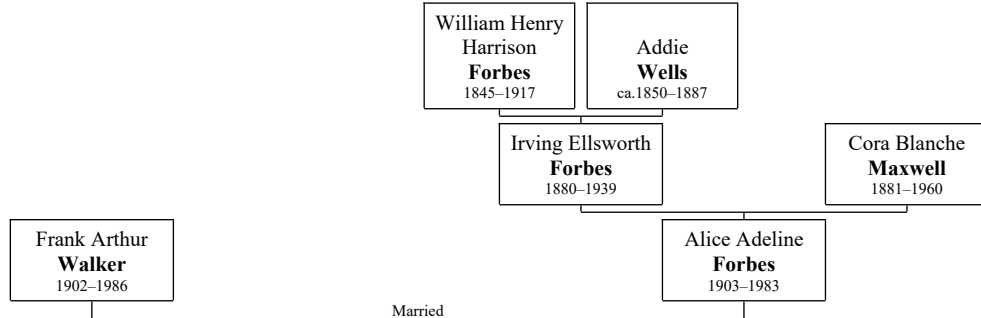 William Henry
Harrison
Forbes
1845–1917
Addie
Wells
ca.1850–1887
Irving Ellsworth
Forbes
1880–1939
Cora Blanche
Maxwell
1881–1960
Frank Arthur
Walker
1902–1986
Alice Adeline
Forbes
1903–1983
Married